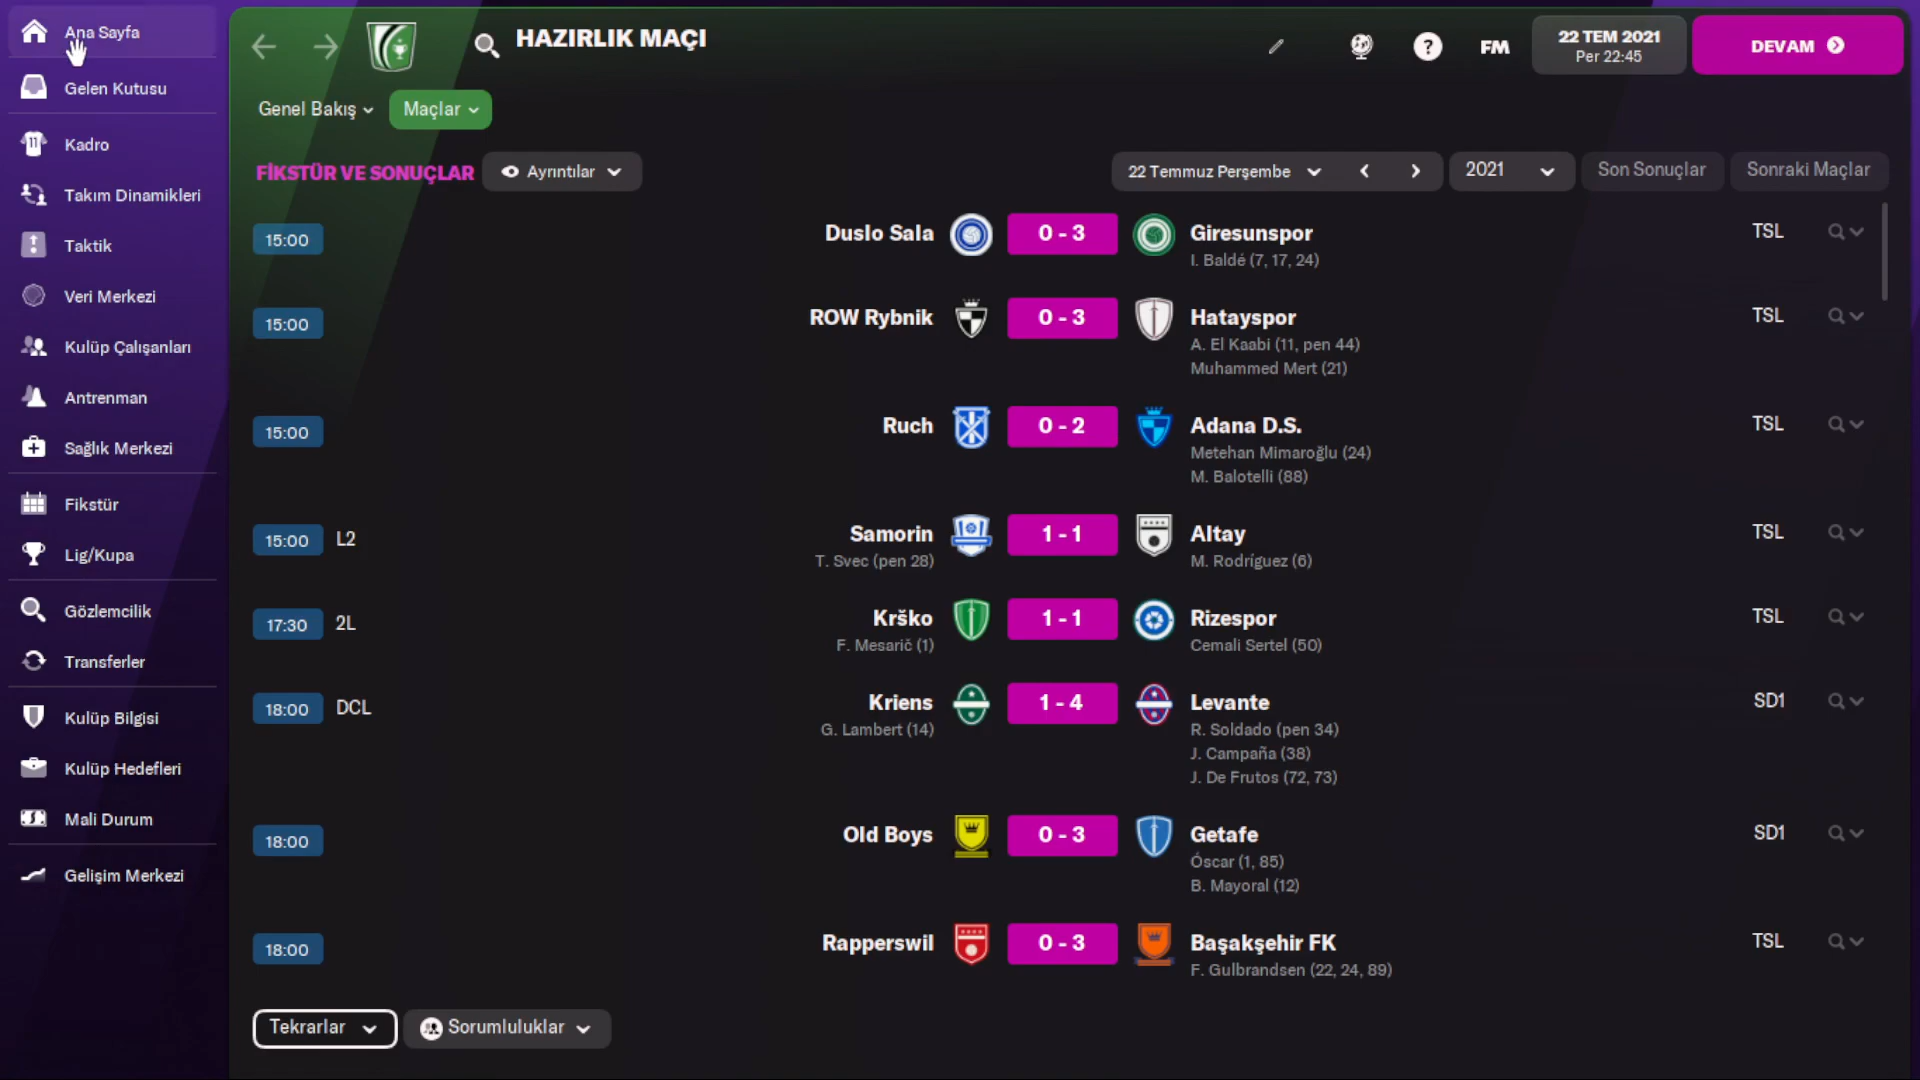 Ana Sayfa
Gelen Kutusu
Kadro
Takım Dinamikleri
Taktik
Veri Merkezi
Kulüp Çalışanları
Antrenman
Sağlık Merkezi
Fikstür
Lig/Kupa
Gözlemcilik
Transferler
Kulüp Bilgisi
Kulüp Hedefleri
Mali Durum
Gelişim Merkezi
HAZIRLIK MAÇI
? FM
22 TEM 2021
Per 22:45
DEVAM
Genel Bakış Maçlar
FİKSTÜR VE SONUÇLAR Ayrıntılar 22 Temmuz Perşembe 2021 Son Sonuçlar Sonraki Maçlar
15:00 Duslo Sala 0 - 3 Giresunspor TSL
I. Baldé (7, 17, 24)
15:00 ROW Rybnik 0 - 3 Hatayspor TSL
A. El Kaabi (11, pen 44)
Muhammed Mert (21)
15:00 Ruch 0 - 2 Adana D.S. TSL
Metehan Mimaroğlu (24)
M. Balotelli (88)
15:00 L2 Samorin 1 - 1 Altay TSL
T. Svec (pen 28) M. Rodríguez (6)
17:30 2L Krško 1 - 1 Rizespor TSL
F. Mesarič (1) Cemali Sertel (50)
18:00 DCL Kriens 1 - 4 Levante SD1
G. Lambert (14) R. Soldado (pen 34)
J. Campaña (38)
J. De Frutos (72, 73)
18:00 Old Boys 0 - 3 Getafe SD1
Óscar (1, 85)
B. Mayoral (12)
18:00 Rapperswil 0 - 3 Başakşehir FK TSL
F. Gulbrandsen (22, 24, 89)
Tekrarlar Sorumluluklar